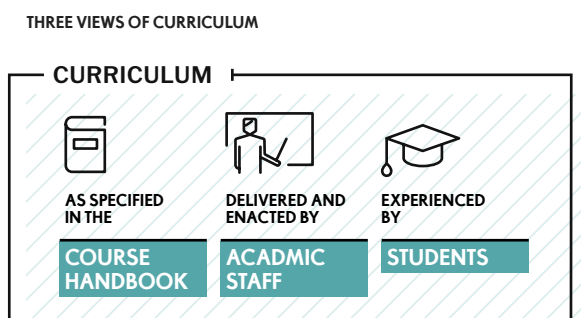 THREE VIEWS OF CURRICULUM
CURRICULUM
AS SPECIFIED
IN THE
COURSE
HANDBOOK
DELIVERED AND
ENACTED BY
ACADMIC
STAFF
EXPERIENCED
BY
STUDENTS